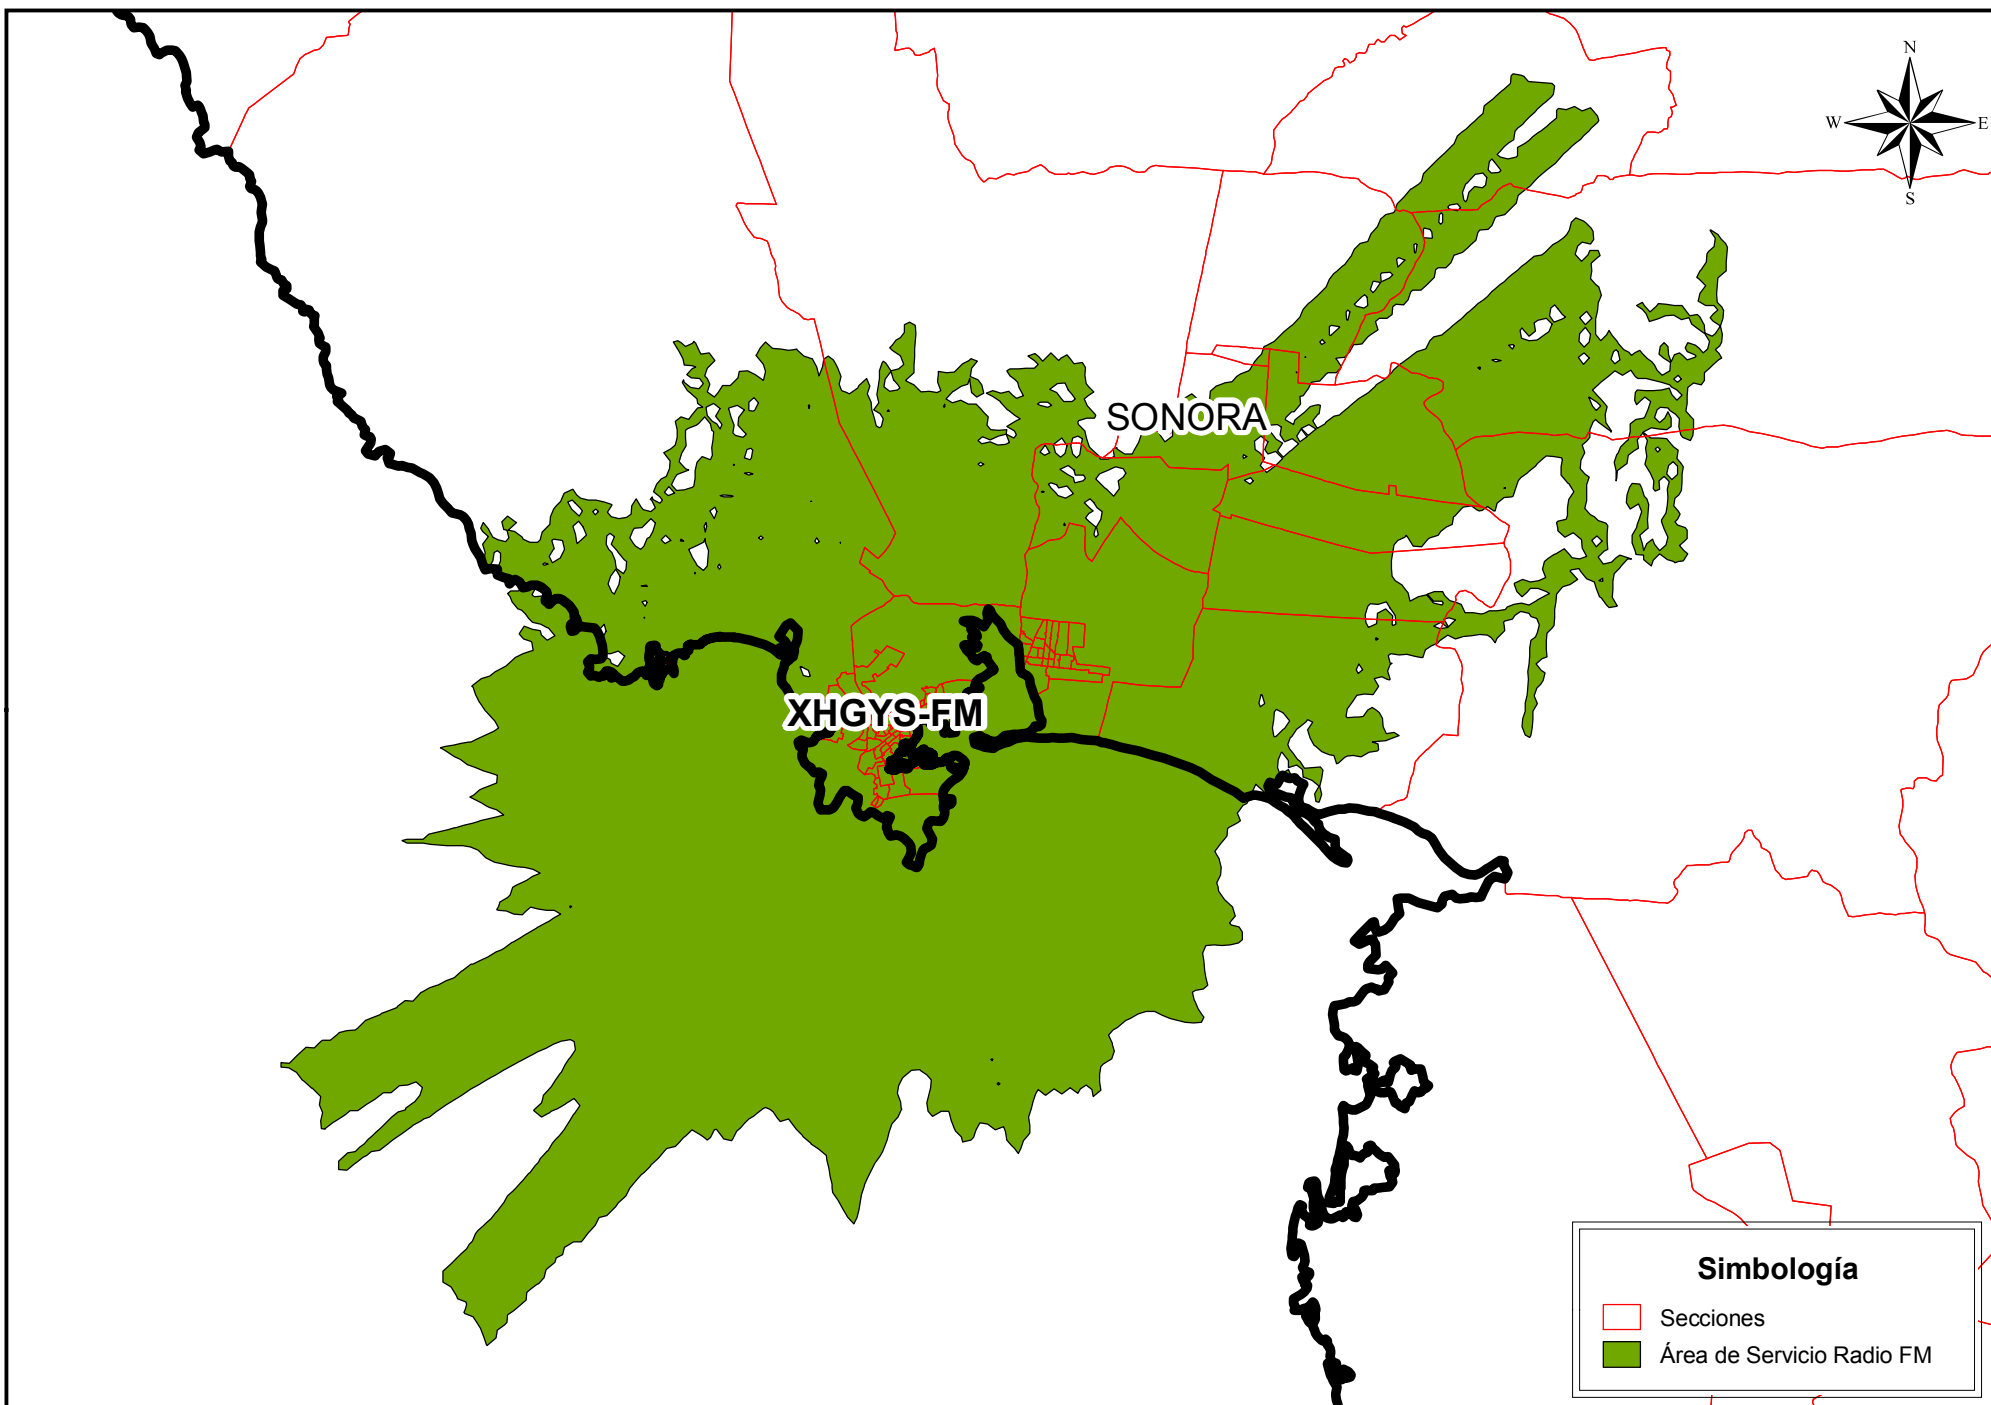 N
W E
S
SONORA
XHGYS-FM
Simbología
Secciones
Área de Servicio Radio FM